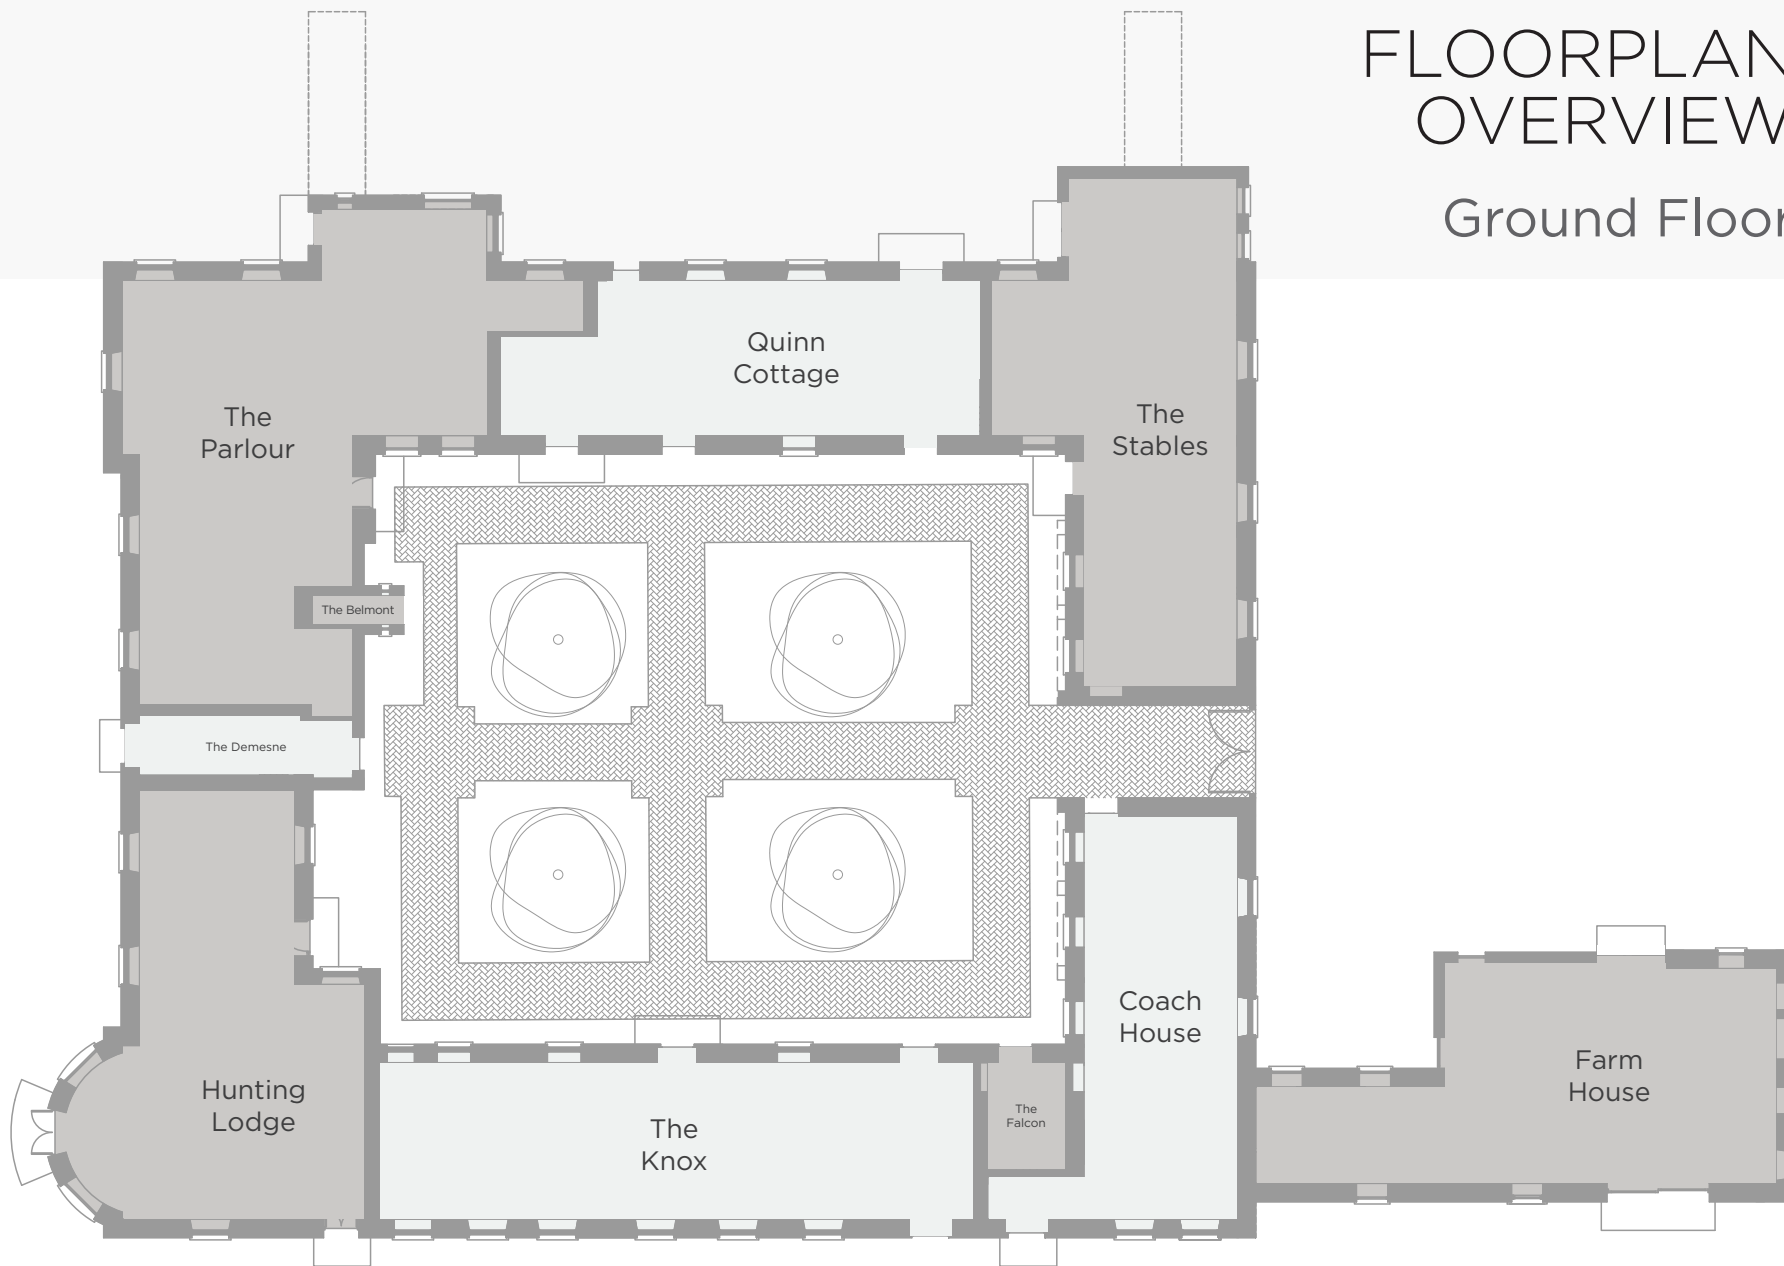 FLOORPLAN
OVERVIEW
Ground Floor
Quinn
Cottage
The
Parlour
The
Stables
The Belmont
The Demesne
Coach
House
Hunting
Lodge
The
Knox
The
Falcon
Farm
House